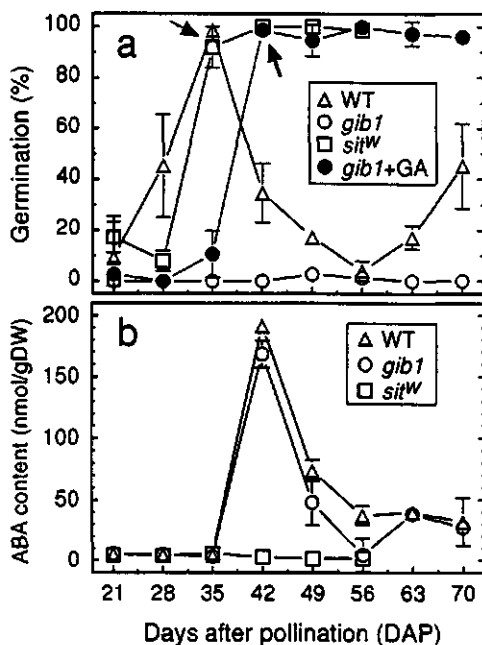 a
Germination (%)
100
80
60
40
20
0
WT
gib1
sitᵂ
gib1+GA
b
ABA content (nmol/gDW)
200
150
100
50
0
WT
gib1
sitᵂ
21 28 35 42 49 56 63 70
Days after pollination (DAP)